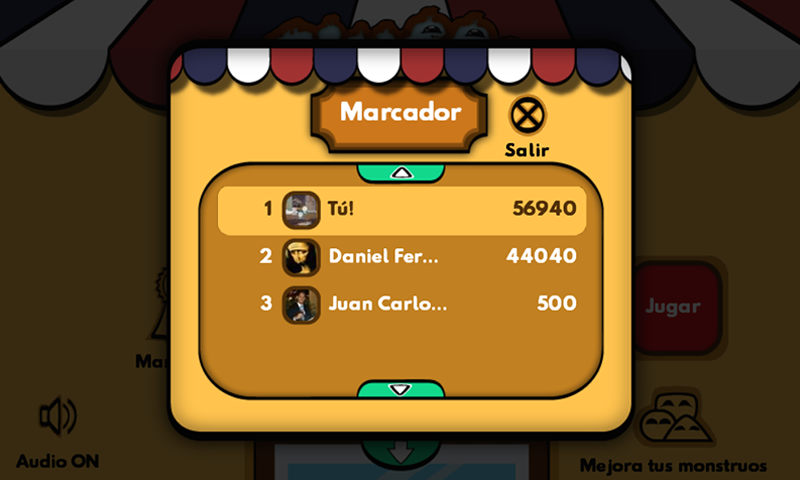 Marcador
Salir
1 Tú! 56940
2 Daniel Fer... 44040
3 Juan Carlo... 500
Jugar
Mar
Audio ON
Mejora tus monstruos